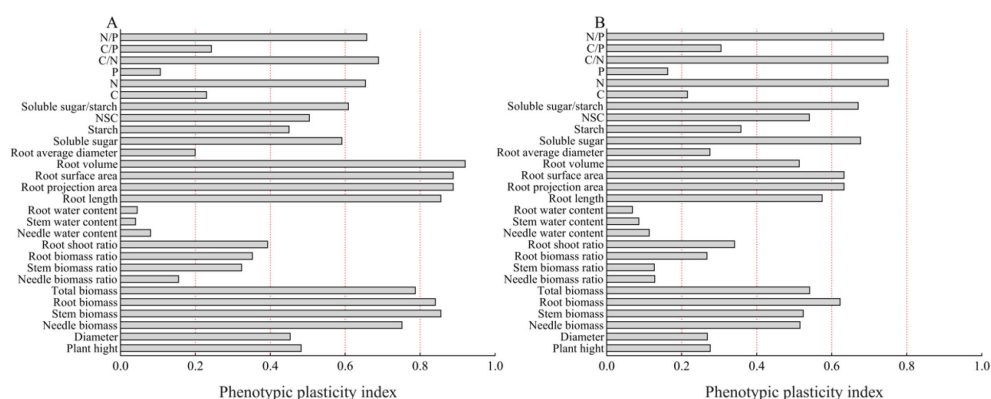 A
N/P
C/P
C/N
P
N
C
Soluble sugar/starch
NSC
Starch
Soluble sugar
Root average diameter
Root volume
Root surface area
Root projection area
Root length
Root water content
Stem water content
Needle water content
Root shoot ratio
Root biomass ratio
Stem biomass ratio
Needle biomass ratio
Total biomass
Root biomass
Stem biomass
Needle biomass
Diameter
Plant hight
0.0 0.2 0.4 0.6 0.8 1.0
Phenotypic plasticity index
B
N/P
C/P
C/N
P
N
C
Soluble sugar/starch
NSC
Starch
Soluble sugar
Root average diameter
Root volume
Root surface area
Root projection area
Root length
Root water content
Stem water content
Needle water content
Root shoot ratio
Root biomass ratio
Stem biomass ratio
Needle biomass ratio
Total biomass
Root biomass
Stem biomass
Needle biomass
Diameter
Plant hight
0.0 0.2 0.4 0.6 0.8 1.0
Phenotypic plasticity index